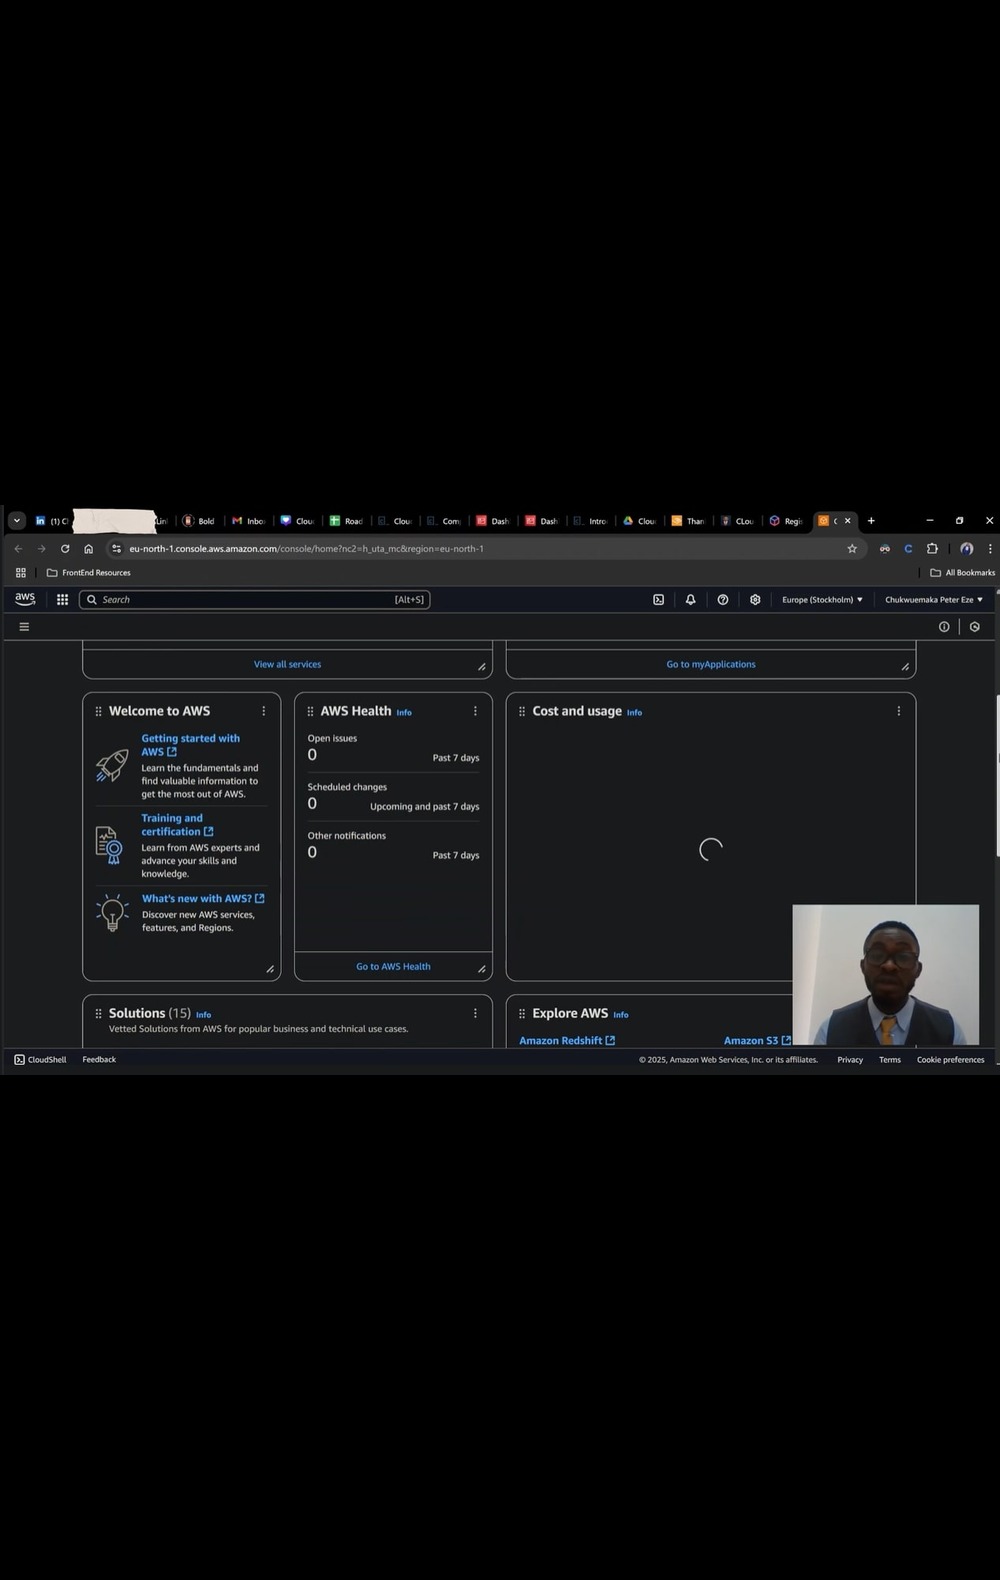 (1) Cl
Lin
Bold
Inbo
Clou
Road
Clou
Com
Dash
Dash
Intro
Clou
Than
CLou
Regi
eu-north-1.console.aws.amazon.com/console/home?nc2=h_uta_mc&region=eu-north-1
FrontEnd Resources
All Bookmarks
aws
Search
[Alt+S]
Europe (Stockholm)
Chukwuemaka Peter Eze
View all services
Go to myApplications
Welcome to AWS
Getting started with
AWS
Learn the fundamentals and
find valuable information to
get the most out of AWS.
Training and
certification
Learn from AWS experts and
advance your skills and
knowledge.
What's new with AWS?
Discover new AWS services,
features, and Regions.
AWS Health Info
Open issues
0
Past 7 days
Scheduled changes
0
Upcoming and past 7 days
Other notifications
0
Past 7 days
Go to AWS Health
Cost and usage Info
Solutions (15) Info
Vetted Solutions from AWS for popular business and technical use cases.
Explore AWS Info
Amazon Redshift
Amazon S3
CloudShell
Feedback
© 2025, Amazon Web Services, Inc. or its affiliates.
Privacy
Terms
Cookie preferences